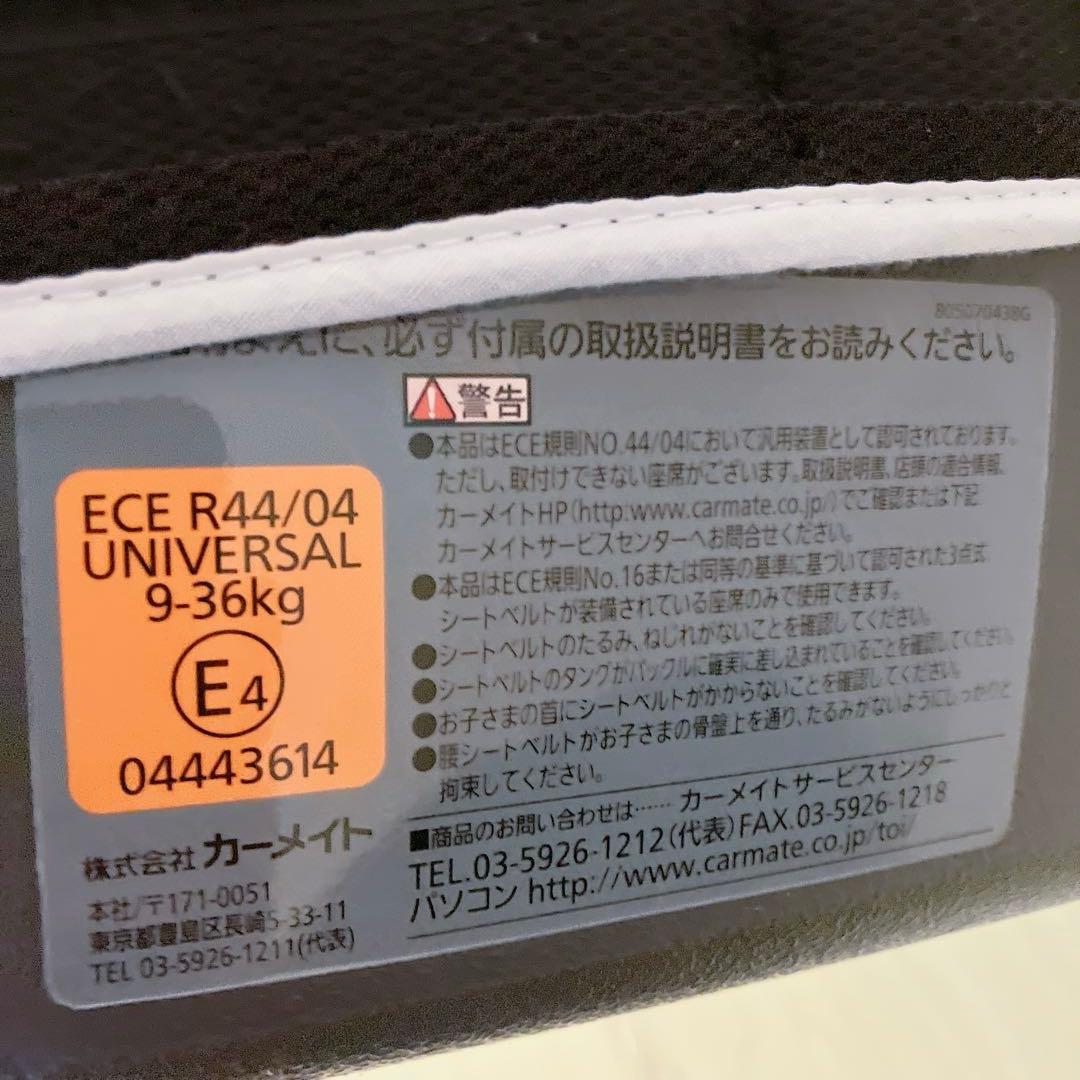 805070438G
まえに、必ず付属の取扱説明書をお読みください。
警告
●本品はECE規則NO.44/04において汎用装置として認可されております。
ただし、取付けできない座席がございます。取扱説明書、店頭の適合情報、
カーメイトHP(http:www.carmate.co.jp/)でご確認または下記
カーメイトサービスセンターへお問合せください。
●本品はECE規則No.16または同等の基準に基づいて認可された3点式
シートベルトが装備されている座席のみで使用できます。
●シートベルトのたるみ、ねじれがないことを確認してください。
●シートベルトのタングがバックルに確実に差し込まれていることを確認してください。
●お子さまの首にシートベルトがかからないことを確認してください。
●腰シートベルトがお子さまの骨盤上を通り、たるみがないようにしっかりと
拘束してください。
■商品のお問い合わせは…… カーメイトサービスセンター
TEL.03-5926-1212(代表)FAX.03-5926-1218
パソコン http://www.carmate.co.jp/toi/
ECE R44/04
UNIVERSAL
9-36kg
E4
04443614
株式会社 カーメイト
本社/〒171-0051
東京都豊島区長崎5-33-11
TEL 03-5926-1211(代表)